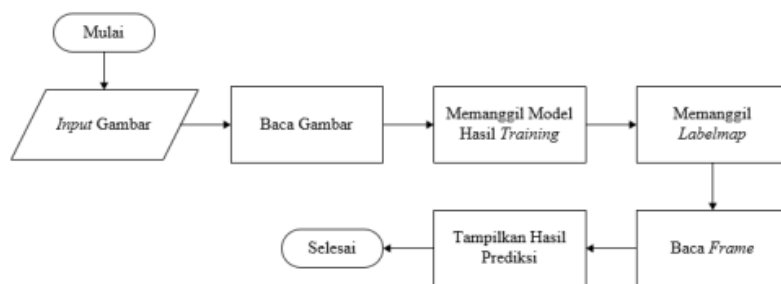 Mulai
Input Gambar
Baca Gambar
Memanggil Model
Hasil Training
Memanggil
Labelmap
Baca Frame
Tampilkan Hasil
Prediksi
Selesai